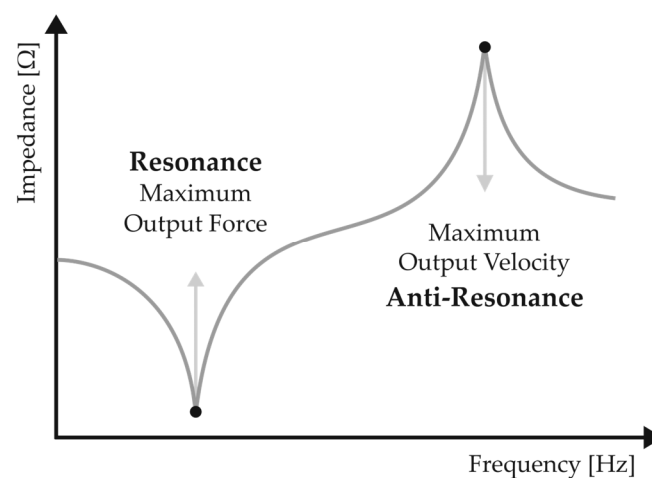 Impedance [Ω]
Resonance
Maximum
Output Force
Maximum
Output Velocity
Anti-Resonance
Frequency [Hz]